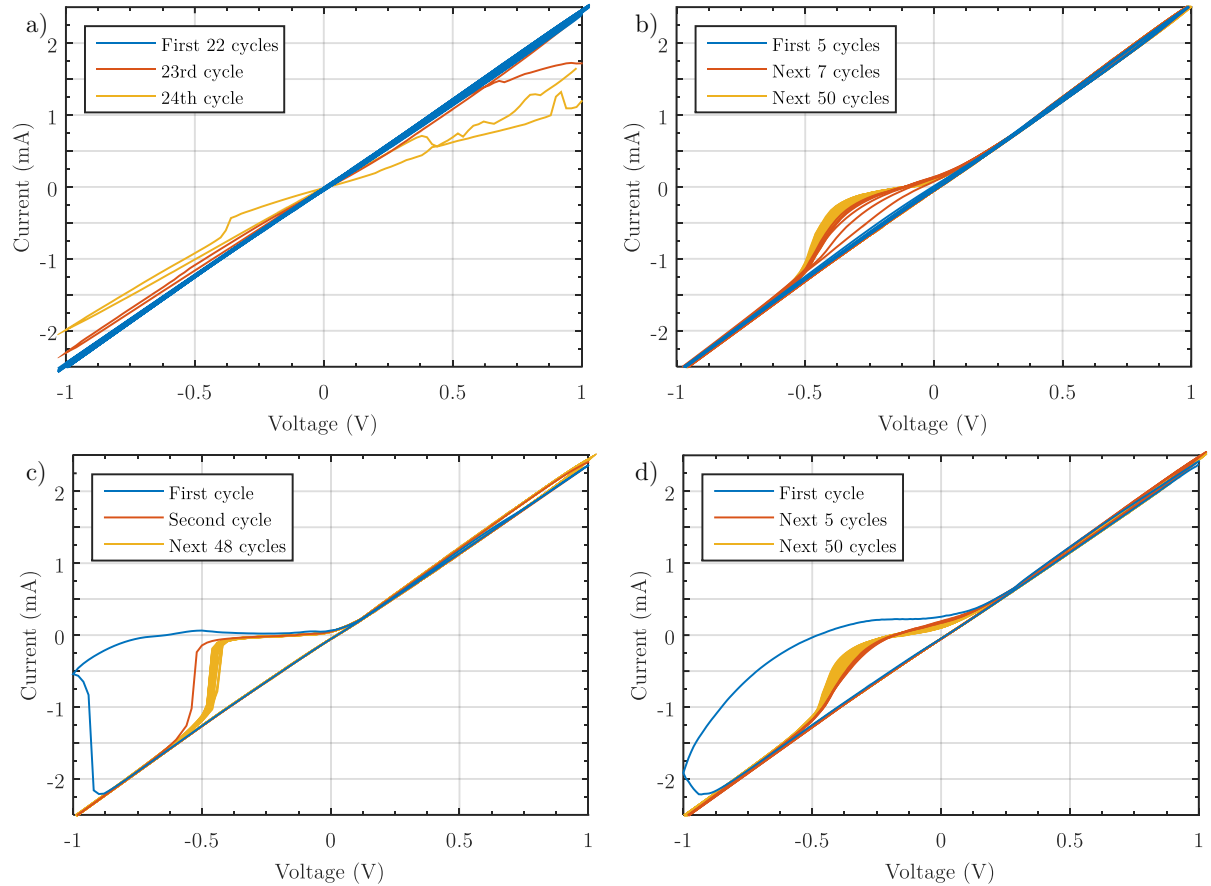 a)
First 22 cycles
23rd cycle
24th cycle
2
1
0
-1
-2
Current (mA)
-1
-0.5
0
0.5
1
Voltage (V)
b)
First 5 cycles
Next 7 cycles
Next 50 cycles
2
1
0
-1
-2
Current (mA)
-1
-0.5
0
0.5
1
Voltage (V)
c)
First cycle
Second cycle
Next 48 cycles
2
1
0
-1
-2
Current (mA)
-1
-0.5
0
0.5
1
Voltage (V)
d)
First cycle
Next 5 cycles
Next 50 cycles
2
1
0
-1
-2
Current (mA)
-1
-0.5
0
0.5
1
Voltage (V)